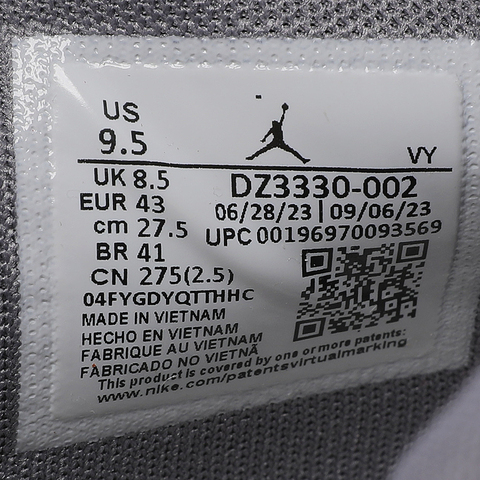 US
9.5
VY
UK 8.5
EUR 43
cm 27.5
BR 41
CN 275(2.5)
DZ3330-002
06/28/23 | 09/06/23
UPC 00196970093569
04FYGDYQTTHHC
MADE IN VIETNAM
HECHO EN VIETNAM
FABRIQUE AU VIETNAM
FABRICADO NO VIETNÃ
This product is covered by one or more patents:
www.nike.com/patentsvirtualmarking